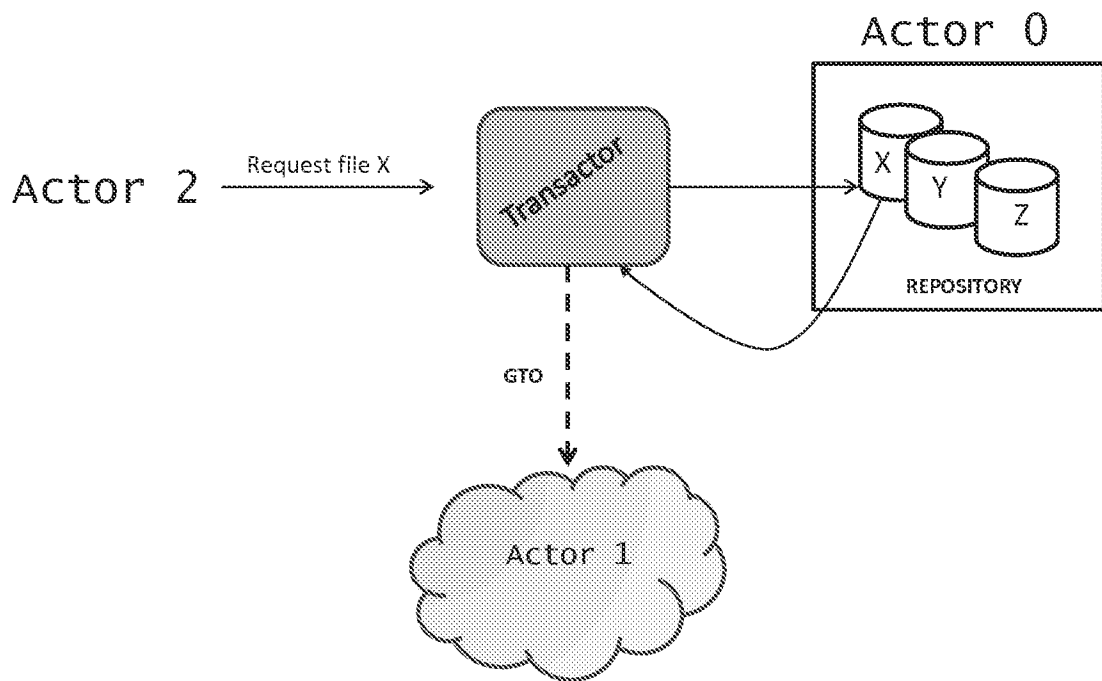 Actor 0
Request file X
Actor 2
Transactor
X
Y
Z
REPOSITORY
GTO
Actor 1